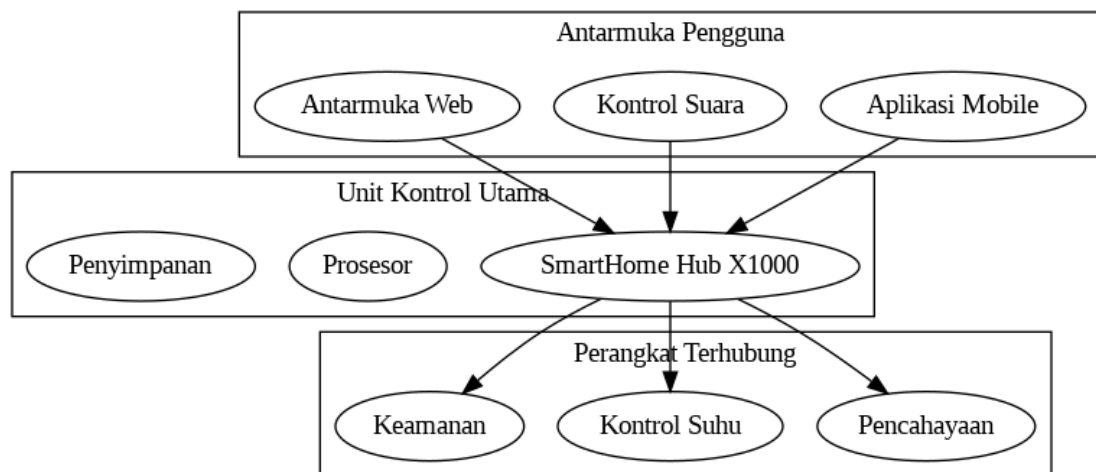 Antarmuka Pengguna
Antarmuka Web
Kontrol Suara
Aplikasi Mobile
Unit Kontrol Utama
Penyimpanan
Prosesor
SmartHome Hub X1000
Perangkat Terhubung
Keamanan
Kontrol Suhu
Pencahayaan